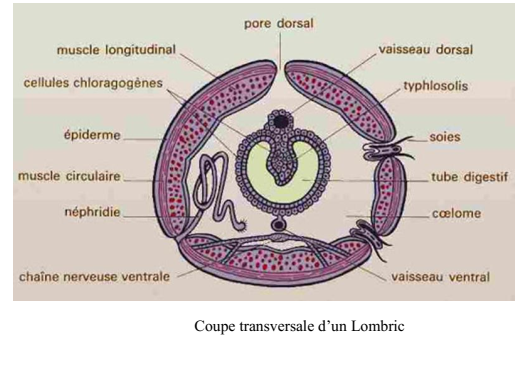 pore dorsal
muscle longitudinal
vaisseau dorsal
cellules chloragogènes
typhlosolis
épiderme
soies
muscle circulaire
tube digestif
néphridie
cœlome
chaîne nerveuse ventrale
vaisseau ventral
Coupe transversale d'un Lombric